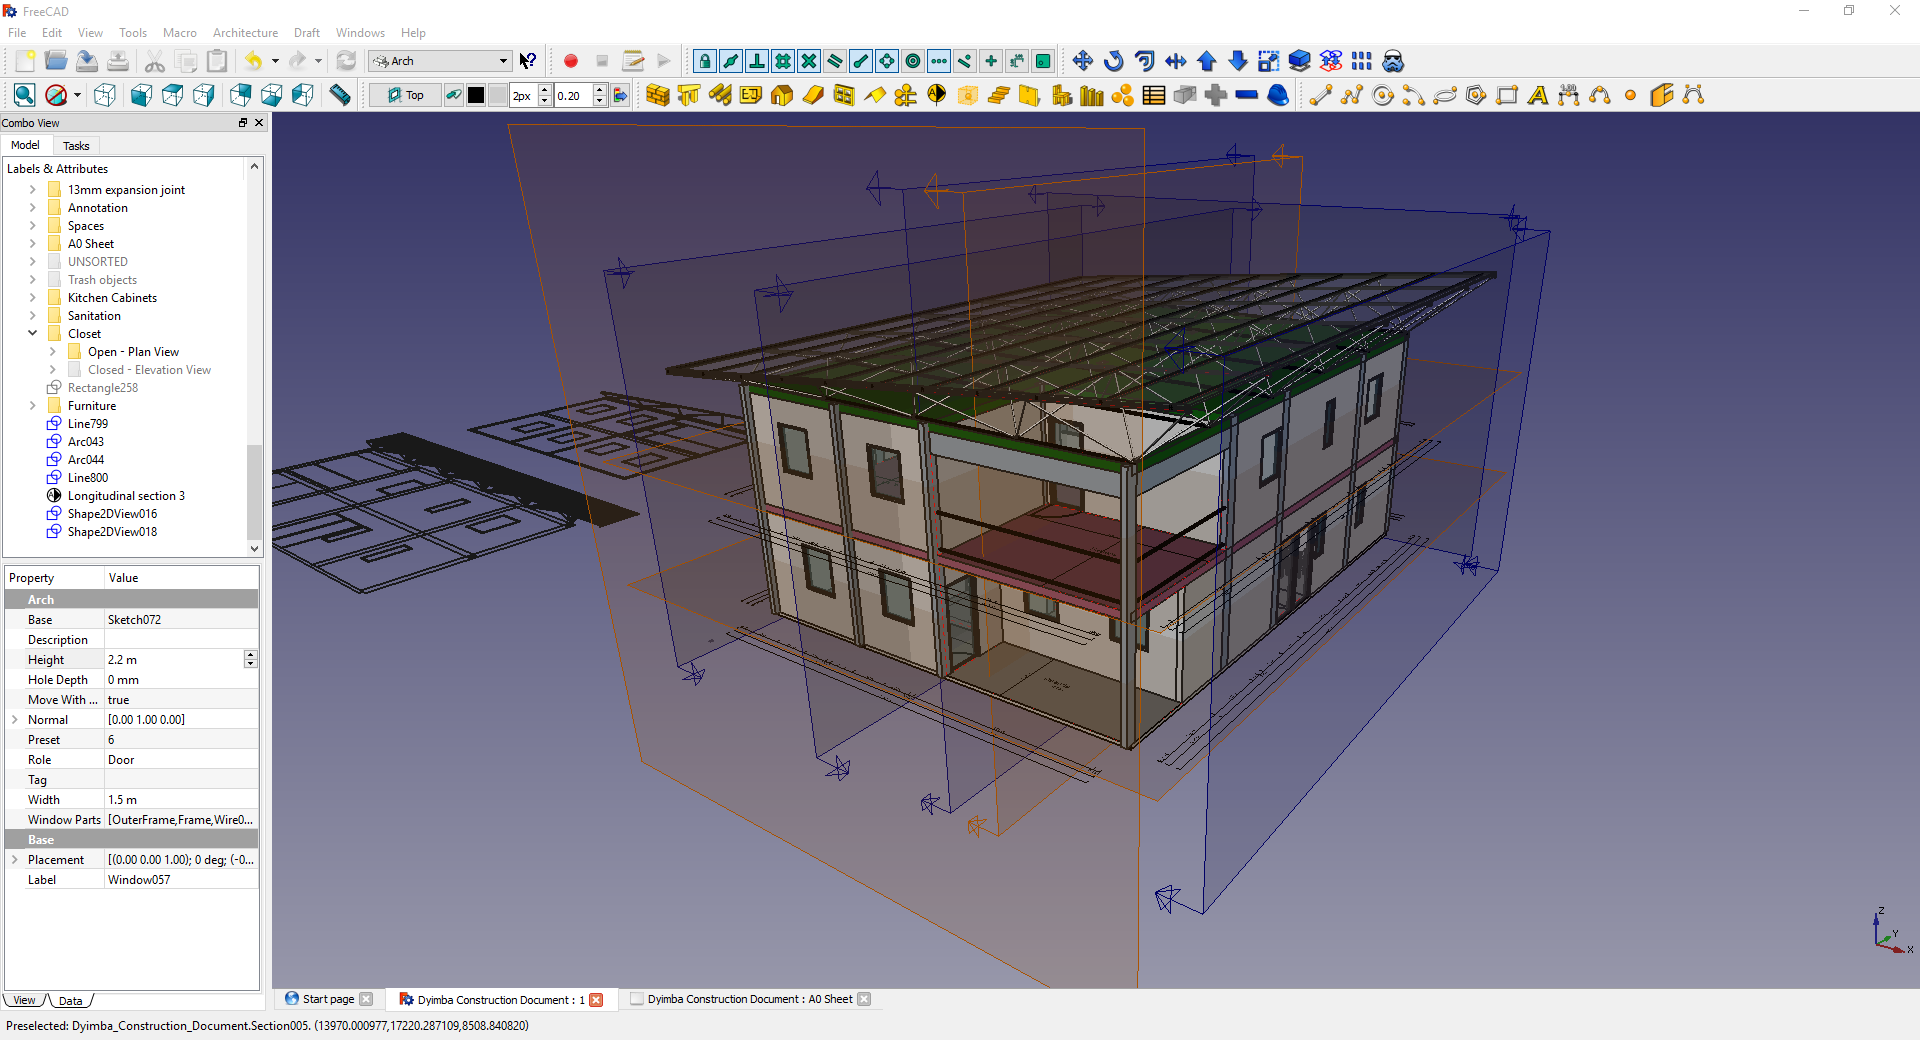 FreeCAD
File Edit View Tools Macro Architecture Draft Windows Help
Arch
Top
2px
0.20
Combo View
Model Tasks
Labels & Attributes
13mm expansion joint
Annotation
Spaces
A0 Sheet
UNSORTED
Trash objects
Kitchen Cabinets
Sanitation
Closet
Open - Plan View
Closed - Elevation View
Rectangle258
Furniture
Line799
Arc043
Arc044
Line800
Longitudinal section 3
Shape2DView016
Shape2DView018
Property Value
Arch
Base Sketch072
Description
Height 2.2 m
Hole Depth 0 mm
Move With ... true
Normal [0.00 1.00 0.00]
Preset 6
Role Door
Tag
Width 1.5 m
Window Parts [OuterFrame,Frame,Wire0...
Base
Placement [(0.00 0.00 1.00); 0 deg; (-0...
Label Window057
View Data
Z
Y
X
Start page
Dyimba Construction Document : 1
Dyimba Construction Document : A0 Sheet
Preselected: Dyimba_Construction_Document.Section005. (13970.000977,17220.287109,8508.840820)